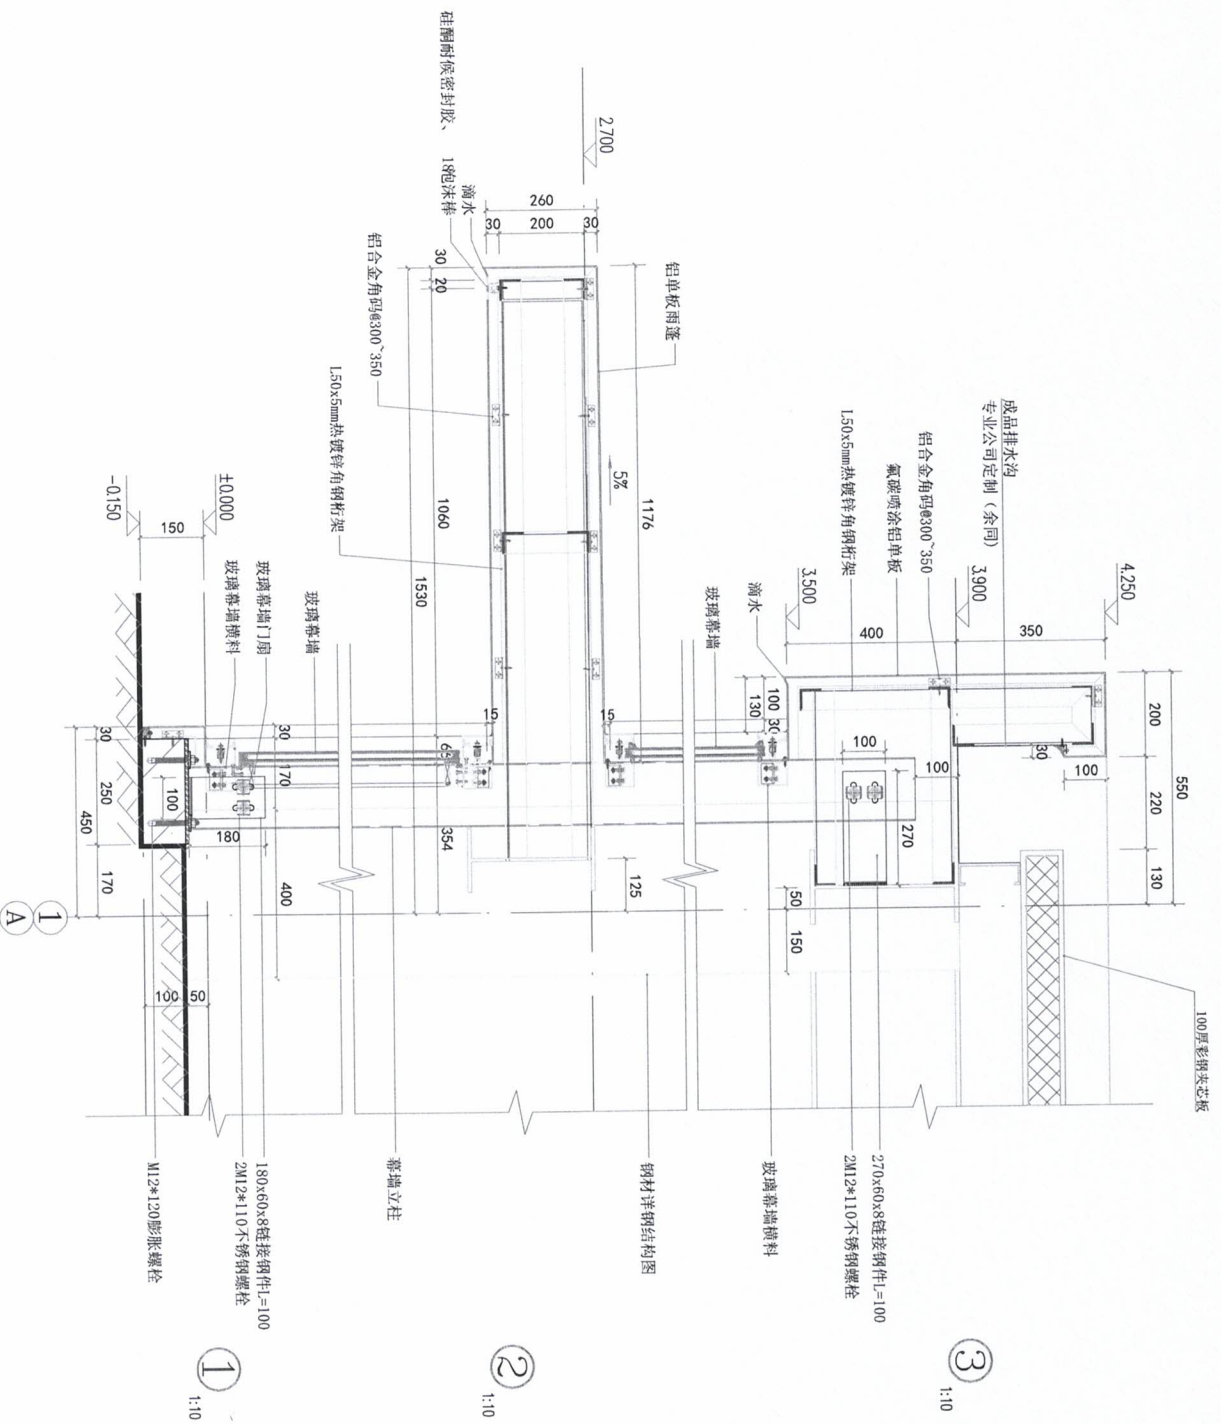 4.250
3.900
3.500
350
400
成品排水沟
专业公司定制（余同）
铝合金角码@300~350
氟碳喷涂铝单板
L50x5mm热镀锌角钢桁架
滴水
玻璃幕墙
550
200
220
130
100
30
100
100
270
50
150
100
30
130
15
100厚彩钢夹芯板
270x60x8链接钢件L=100
2M12*110不锈钢螺栓
玻璃幕墙横料
钢材详钢结构图
③
1:10
2.700
260
30
200
30
铝单板雨篷
1176
5%
硅酮耐候密封胶、
18泡沫棒
滴水
铝合金角码@300~350
L50x5mm热镀锌角钢桁架
30
20
1060
1530
15
125
354
幕墙立柱
②
1:10
±0.000
-0.150
150
玻璃幕墙
玻璃幕墙门扇
玻璃幕墙横料
30
170
400
30
250
450
170
100
180
100
50
180x60x8链接钢件L=100
2M12*110不锈钢螺栓
M12*120膨胀螺栓
①
Ⓐ
①
1:10